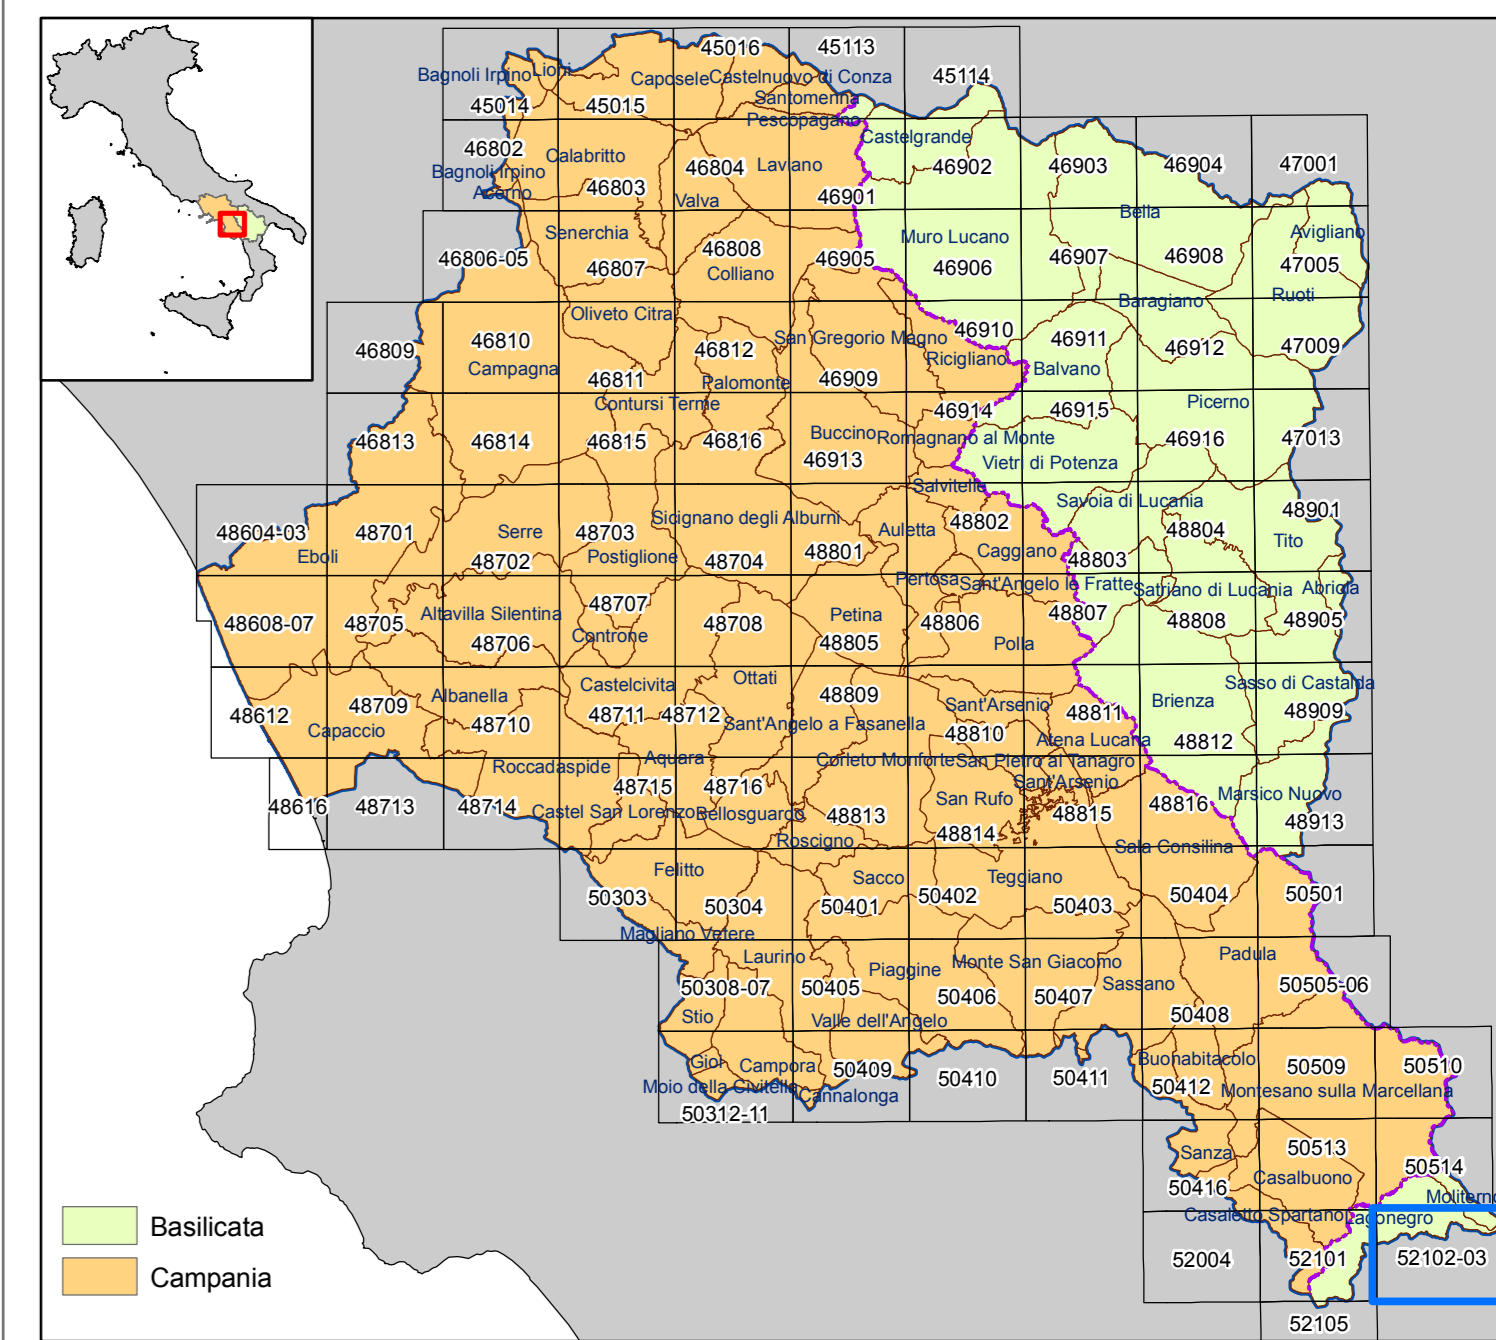 45016
45113
45114
Bagnoli Irpino
Lioni
Caposele
Castelnuovo di Conza
45014
45015
Santomenna
Pescopagano
Castelgrande
46802
Calabritto
46804
Laviano
46902
46903
46904
47001
Bagnoli Irpino
Acerno
46803
Valva
46901
Bella
Senerchia
46808
Muro Lucano
Avigliano
46806-05
46807
Colliano
46905
46906
46907
46908
47005
Oliveto Citra
Baragiano
Ruoti
46809
46810
46812
San Gregorio Magno
46910
46911
46912
47009
Campagna
46811
Palomonte
46909
Ricigliano
Balvano
Contursi Terme
46914
46915
Picerno
46813
46814
46815
46816
Buccino
Romagnano al Monte
46916
47013
46913
Vietri di Potenza
Salvitelle
Savoia di Lucania
48604-03
48701
Serre
48703
Sicignano degli Alburni
Auletta
48802
48804
48901
Eboli
48702
Postiglione
48704
48801
Caggiano
48803
Tito
Pertosa
Sant'Angelo le Fratte
Satriano di Lucania
Abriola
48608-07
48705
Altavilla Silentina
48707
48708
Petina
48806
48807
48808
48905
48706
Controne
48805
Polla
Ottati
48612
48709
Albanella
Castelcivita
48809
Sant'Arsenio
Brienza
Sasso di Castalda
Capaccio
48710
48711
48712
Sant'Angelo a Fasanella
48810
48811
48909
Atena Lucana
48812
Roccadaspide
Aquara
Corleto Monforte
San Pietro al Tanagro
48616
48713
48714
48715
48716
San Rufo
Sant'Arsenio
48816
Marsico Nuovo
Castel San Lorenzo
Bellosguardo
48813
48814
48815
48913
Roscigno
Sala Consilina
Felitto
Sacco
Teggiano
50303
50304
50401
50402
50403
50404
50501
Magliano Vetere
Laurino
Piaggine
Monte San Giacomo
Padula
50308-07
50405
50406
50407
Sassano
50505-06
Stio
Valle dell'Angelo
50408
Gioi
Campora
50409
50410
50411
Buonabitacolo
50509
50510
Moio della Civitella
Cannalonga
50412
Montesano sulla Marcellana
50312-11
Sanza
50513
50514
50416
Casalbuono
Moliterno
Casaletto Spartano
Lagonegro
52004
52101
52102-03
52105
Basilicata
Campania